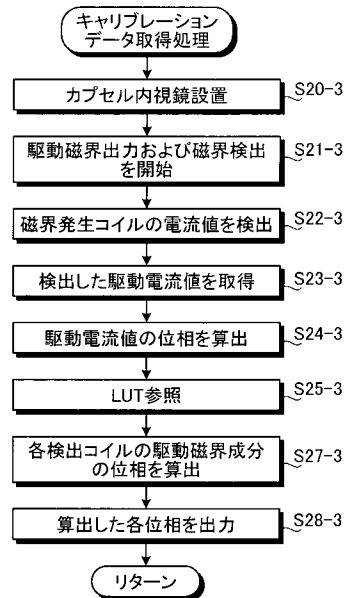 キャリブレーション
データ取得処理
カプセル内視鏡設置
S20-3
駆動磁界出力および磁界検出
を開始
S21-3
磁界発生コイルの電流値を検出
S22-3
検出した駆動電流値を取得
S23-3
駆動電流値の位相を算出
S24-3
LUT参照
S25-3
各検出コイルの駆動磁界成分
の位相を算出
S27-3
算出した各位相を出力
S28-3
リターン